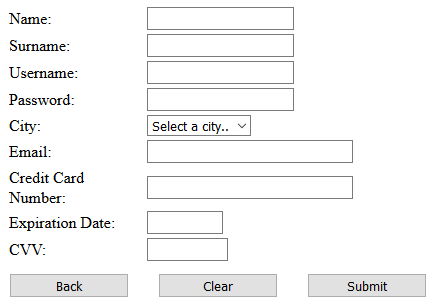 Name:
Surname:
Username:
Password:
City:
Select a city..
Email:
Credit Card
Number:
Expiration Date:
CVV:
Back
Clear
Submit